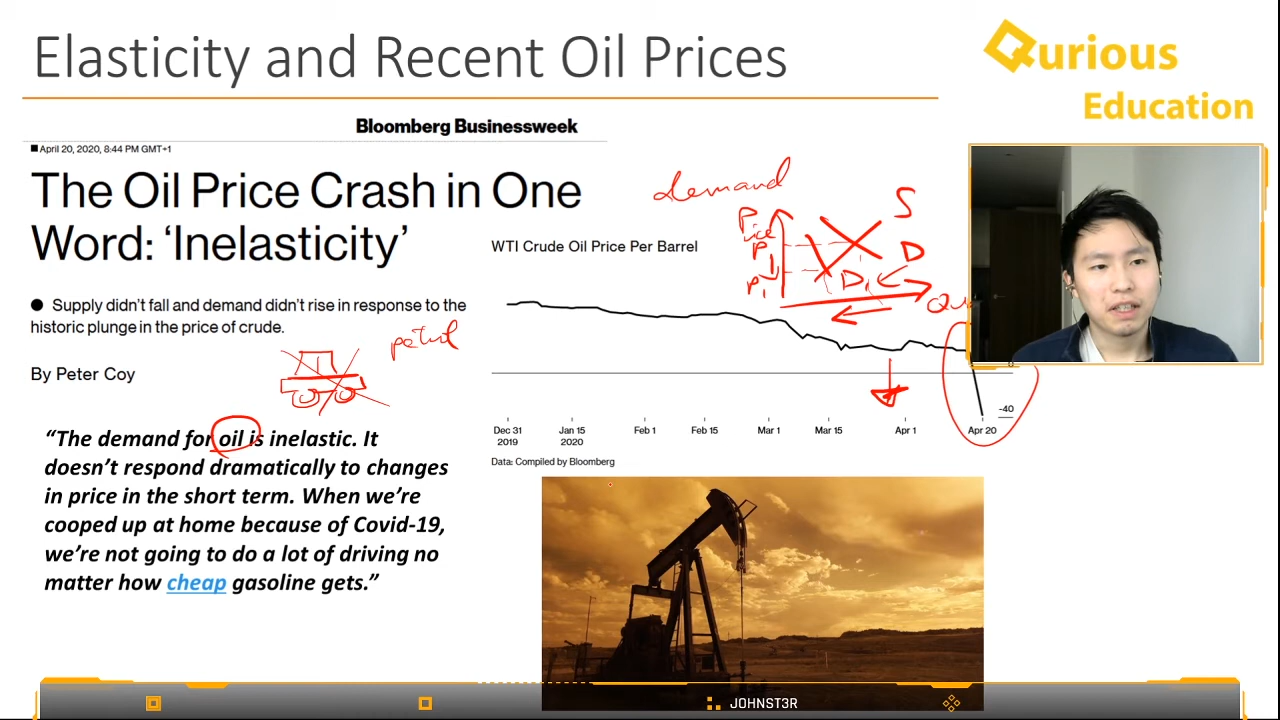 Elasticity and Recent Oil Prices
Qurious
Education
Bloomberg Businessweek
April 20, 2020, 8:44 PM GMT+1
The Oil Price Crash in One
Word: ‘Inelasticity’
● Supply didn’t fall and demand didn’t rise in response to the
historic plunge in the price of crude.
By Peter Coy
petrol
“The demand for oil is inelastic. It
doesn’t respond dramatically to changes
in price in the short term. When we’re
cooped up at home because of Covid-19,
we’re not going to do a lot of driving no
matter how cheap gasoline gets.”
demand
Price
S
P
D
P₁
D₁
WTI Crude Oil Price Per Barrel
0
-40
Dec 31 Jan 15 Feb 1 Feb 15 Mar 1 Mar 15 Apr 1 Apr 20
2019 2020
Data: Compiled by Bloomberg
JOHNST3R